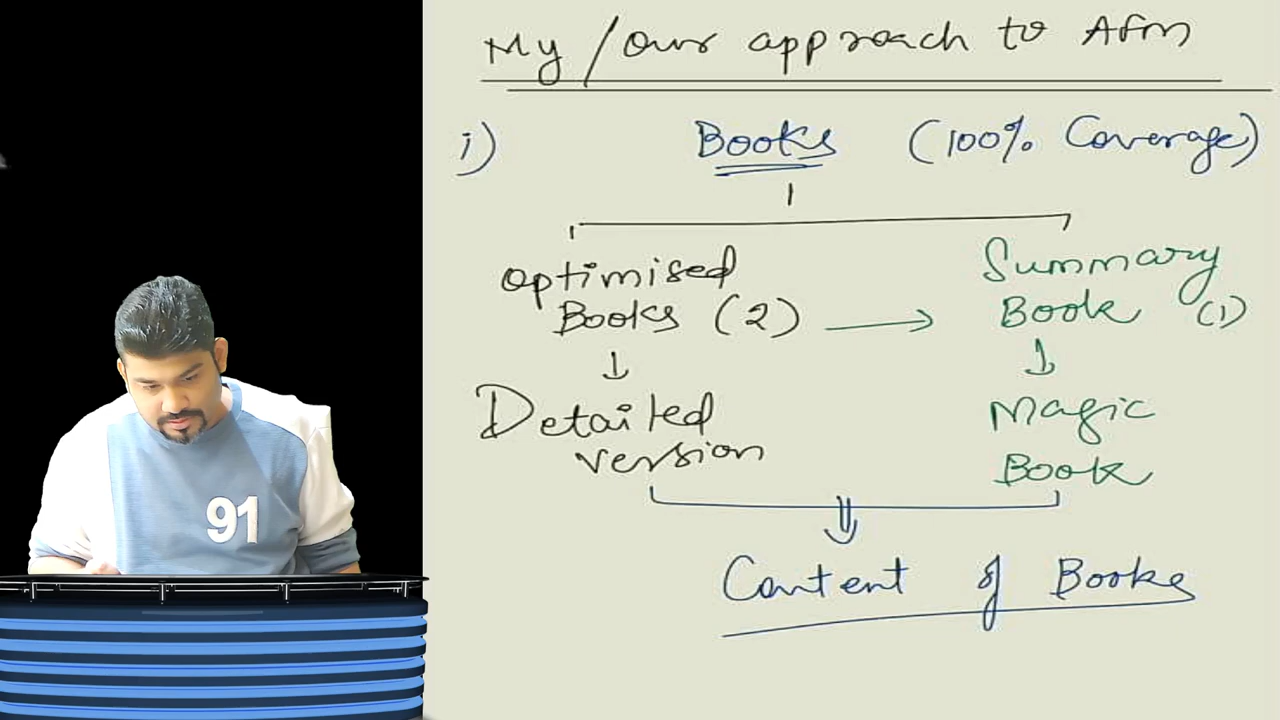 My / our approach to AFM
i) Books (100% Coverage)
Optimised Summary
Books (2) → Book (1)
↓ ↓
Detailed Magic
version Book
⇓
Content of Books
91